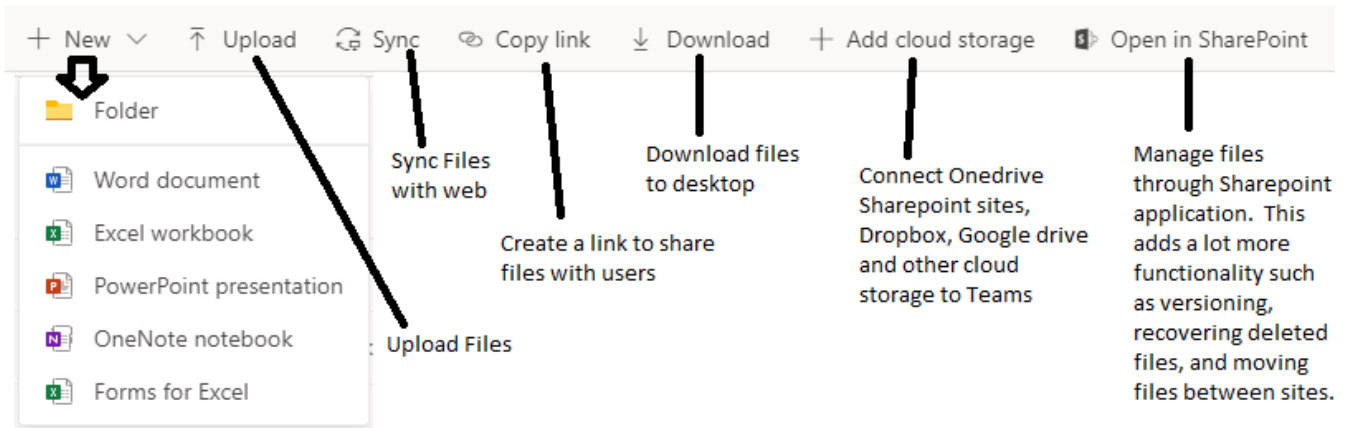 New Upload Sync Copy link Download Add cloud storage Open in SharePoint
Folder
Word document
Excel workbook
PowerPoint presentation
OneNote notebook
Forms for Excel
Upload Files
Sync Files
with web
Create a link to share
files with users
Download files
to desktop
Connect Onedrive
Sharepoint sites,
Dropbox, Google drive
and other cloud
storage to Teams
Manage files
through Sharepoint
application. This
adds a lot more
functionality such
as versioning,
recovering deleted
files, and moving
files between sites.